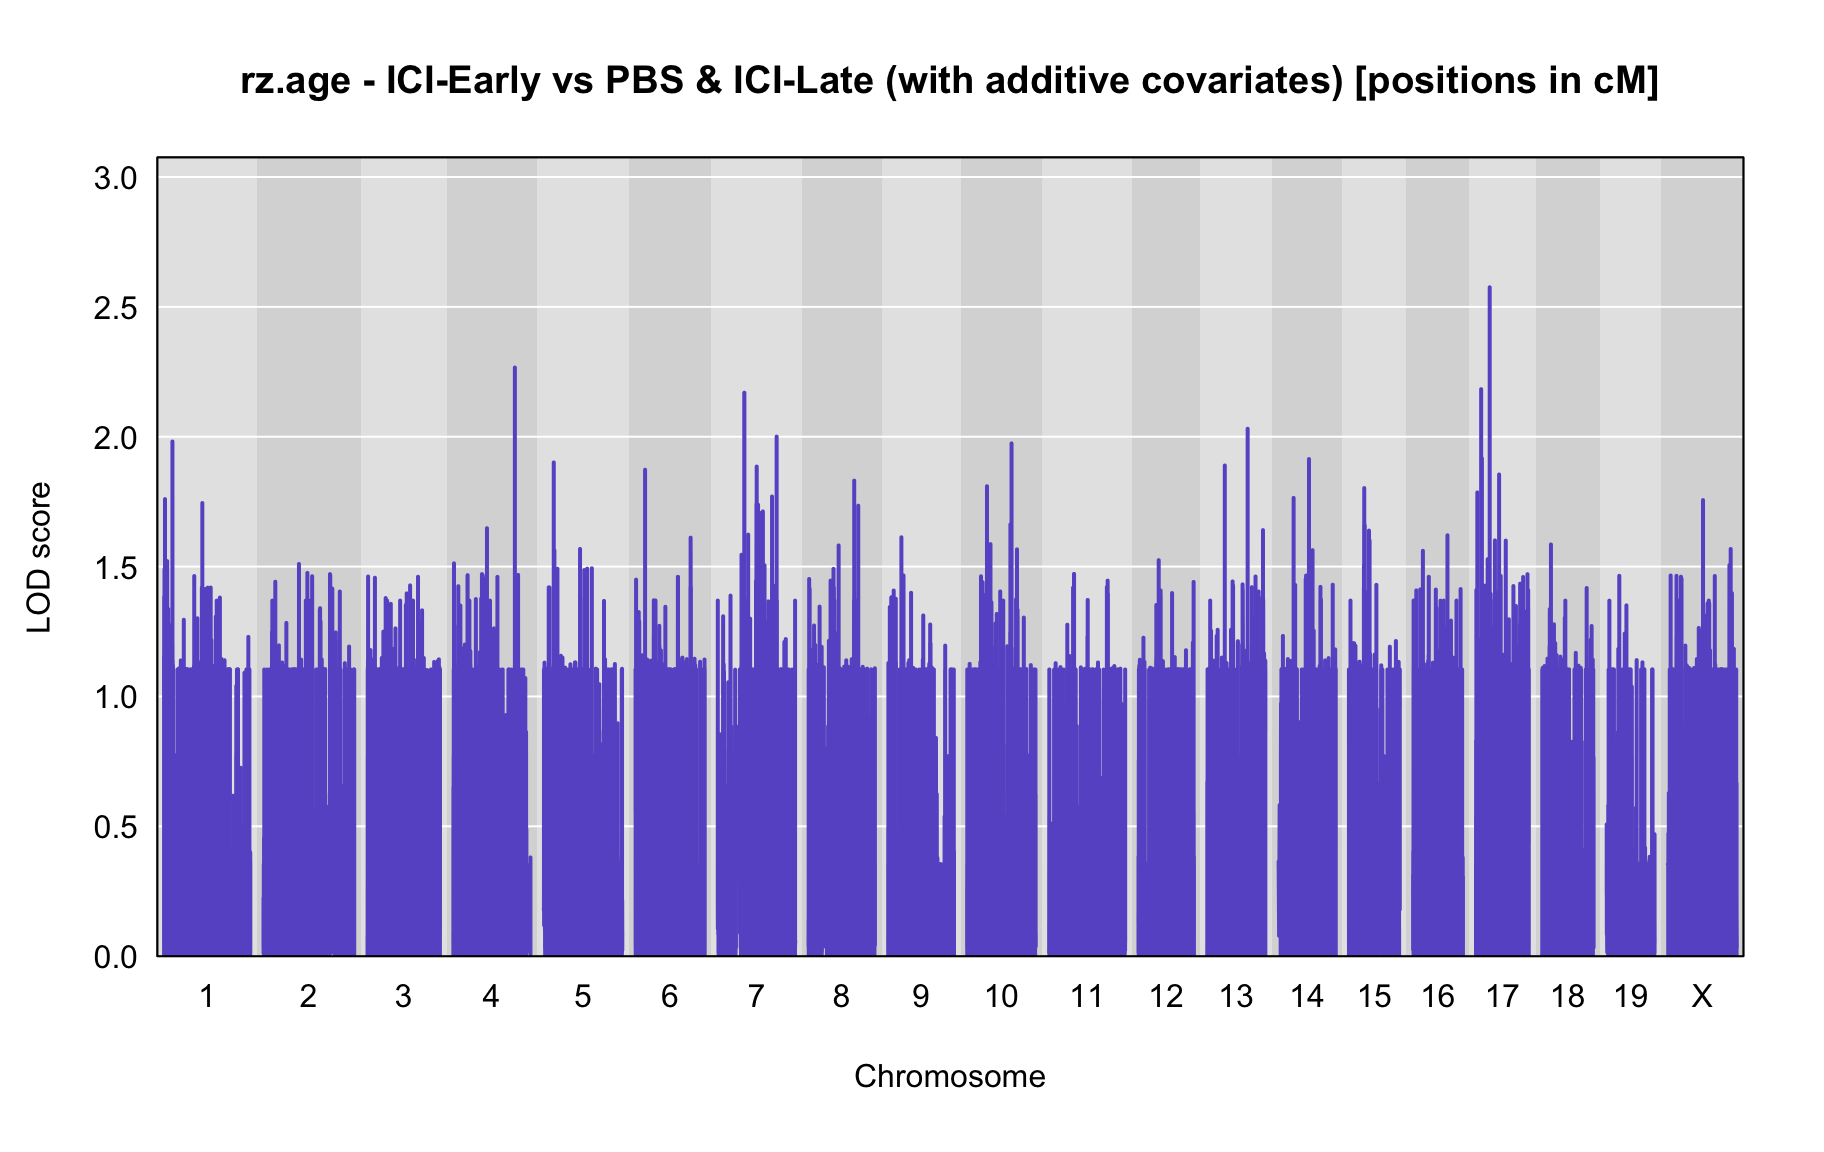 rz.age - ICI-Early vs PBS & ICI-Late (with additive covariates) [positions in cM]
3.0
2.5
2.0
1.5
1.0
0.5
0.0
LOD score
1 2 3 4 5 6 7 8 9 10 11 12 13 14 15 16 17 18 19 X
Chromosome